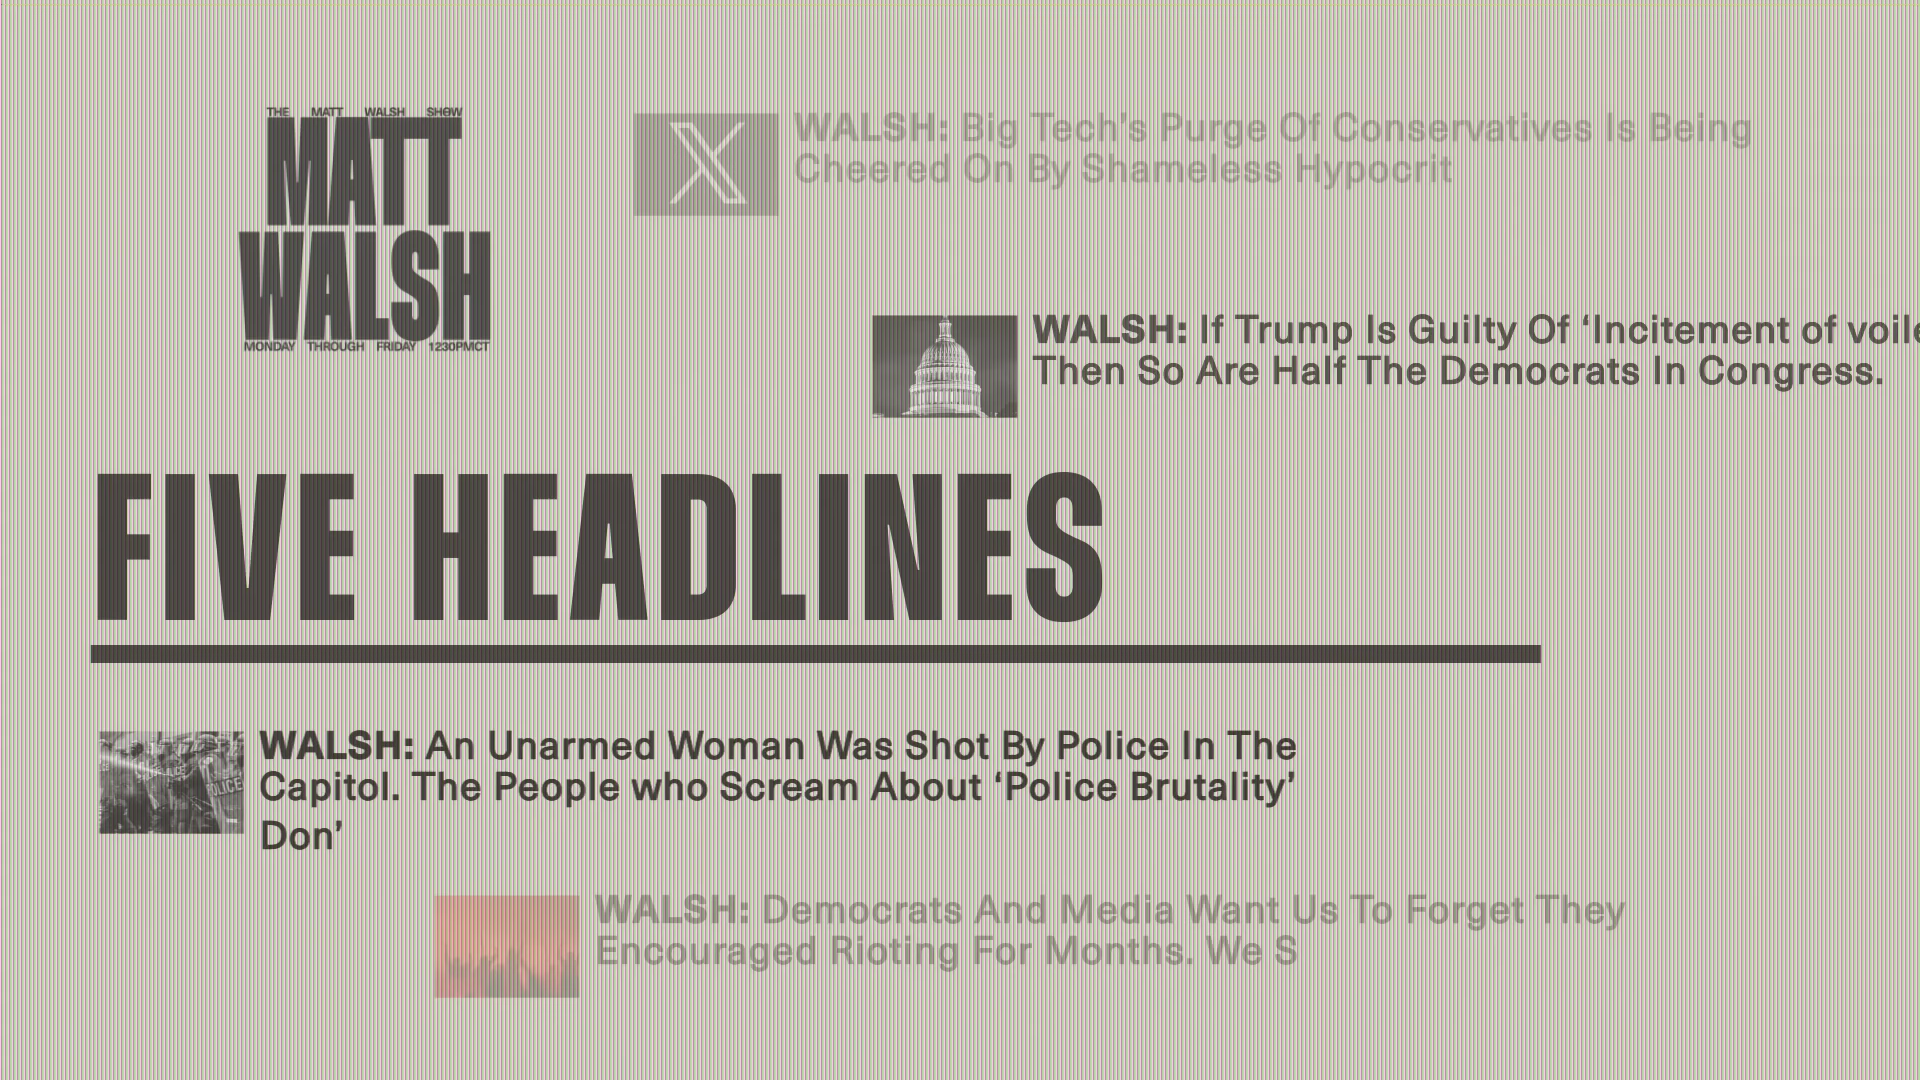 THE MATT WALSH SHOW
MATT
WALSH
MONDAY THROUGH FRIDAY 1230PMCT
WALSH: Big Tech's Purge Of Conservatives Is Being
Cheered On By Shameless Hypocrit
WALSH: If Trump Is Guilty Of ‘Incitement of voile
Then So Are Half The Democrats In Congress.
FIVE HEADLINES
WALSH: An Unarmed Woman Was Shot By Police In The
Capitol. The People who Scream About ‘Police Brutality’
Don’
POLICE
WALSH: Democrats And Media Want Us To Forget They
Encouraged Rioting For Months. We S